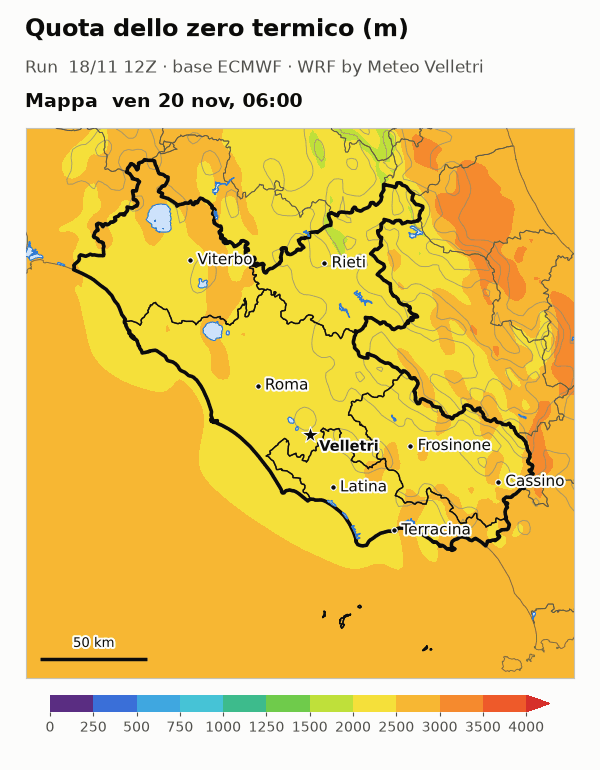 Quota dello zero termico (m)
Run  18/11 12Z · base ECMWF · WRF by Meteo Velletri
Mappa  ven 20 nov, 06:00
Viterbo
Rieti
Roma
Velletri
Frosinone
Cassino
Latina
Terracina
50 km
0 250 500 750 1000 1250 1500 2000 2500 3000 3500 4000